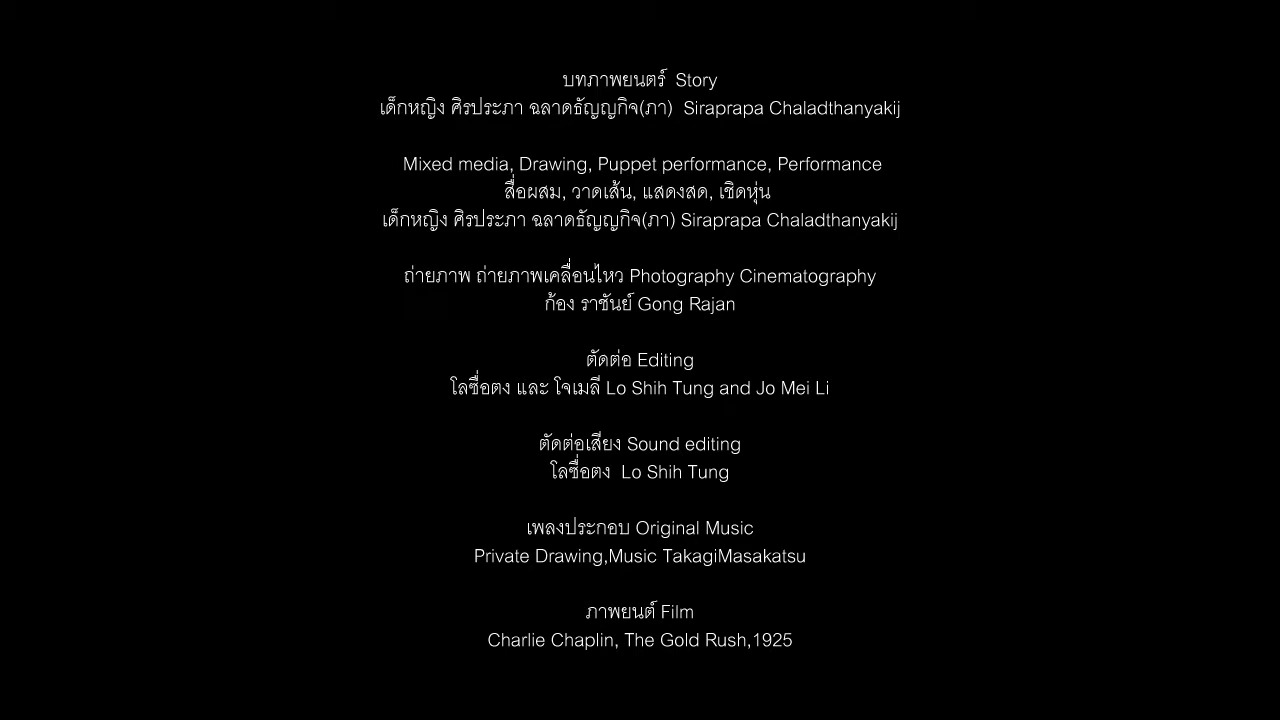 บทภาพยนตร์  Story
เด็กหญิง ศิรประภา ฉลาดธัญญกิจ(ภา)  Siraprapa Chaladthanyakij
Mixed media, Drawing, Puppet performance, Performance
สื่อผสม, วาดเส้น, แสดงสด, เชิดหุ่น
เด็กหญิง ศิรประภา ฉลาดธัญญกิจ(ภา) Siraprapa Chaladthanyakij
ถ่ายภาพ ถ่ายภาพเคลื่อนไหว Photography Cinematography
ก้อง ราชันย์ Gong Rajan
ตัดต่อ Editing
โลซื่อตง และ โจเมลี Lo Shih Tung and Jo Mei Li
ตัดต่อเสียง Sound editing
โลซื่อตง  Lo Shih Tung
เพลงประกอบ Original Music
Private Drawing,Music TakagiMasakatsu
ภาพยนต์ Film
Charlie Chaplin, The Gold Rush,1925